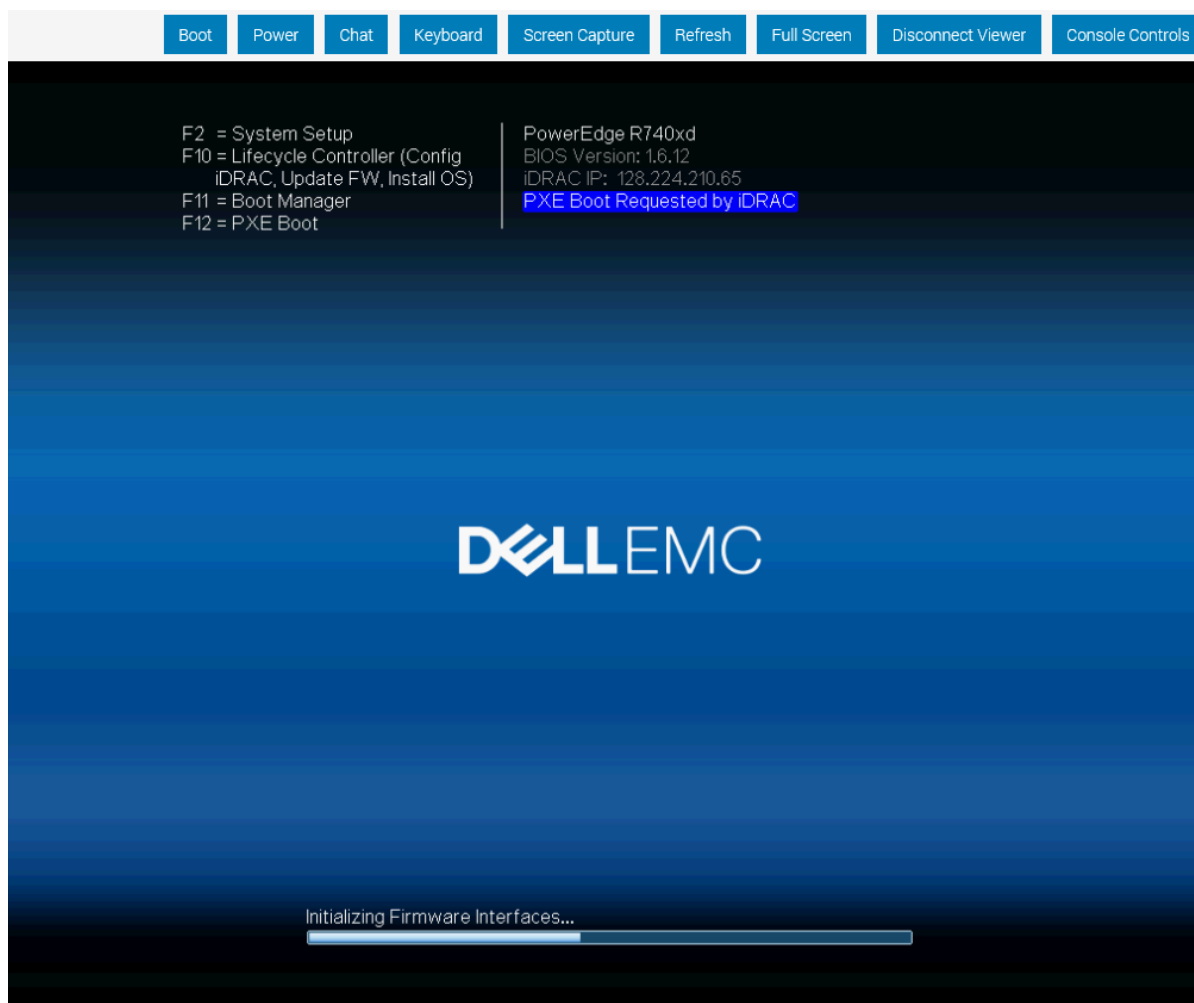 Boot Power Chat Keyboard Screen Capture Refresh Full Screen Disconnect Viewer Console Controls
F2 = System Setup
F10 = Lifecycle Controller (Config
iDRAC, Update FW, Install OS)
F11 = Boot Manager
F12 = PXE Boot
PowerEdge R740xd
BIOS Version: 1.6.12
iDRAC IP: 128.224.210.65
PXE Boot Requested by iDRAC
DELLEMC
Initializing Firmware Interfaces...